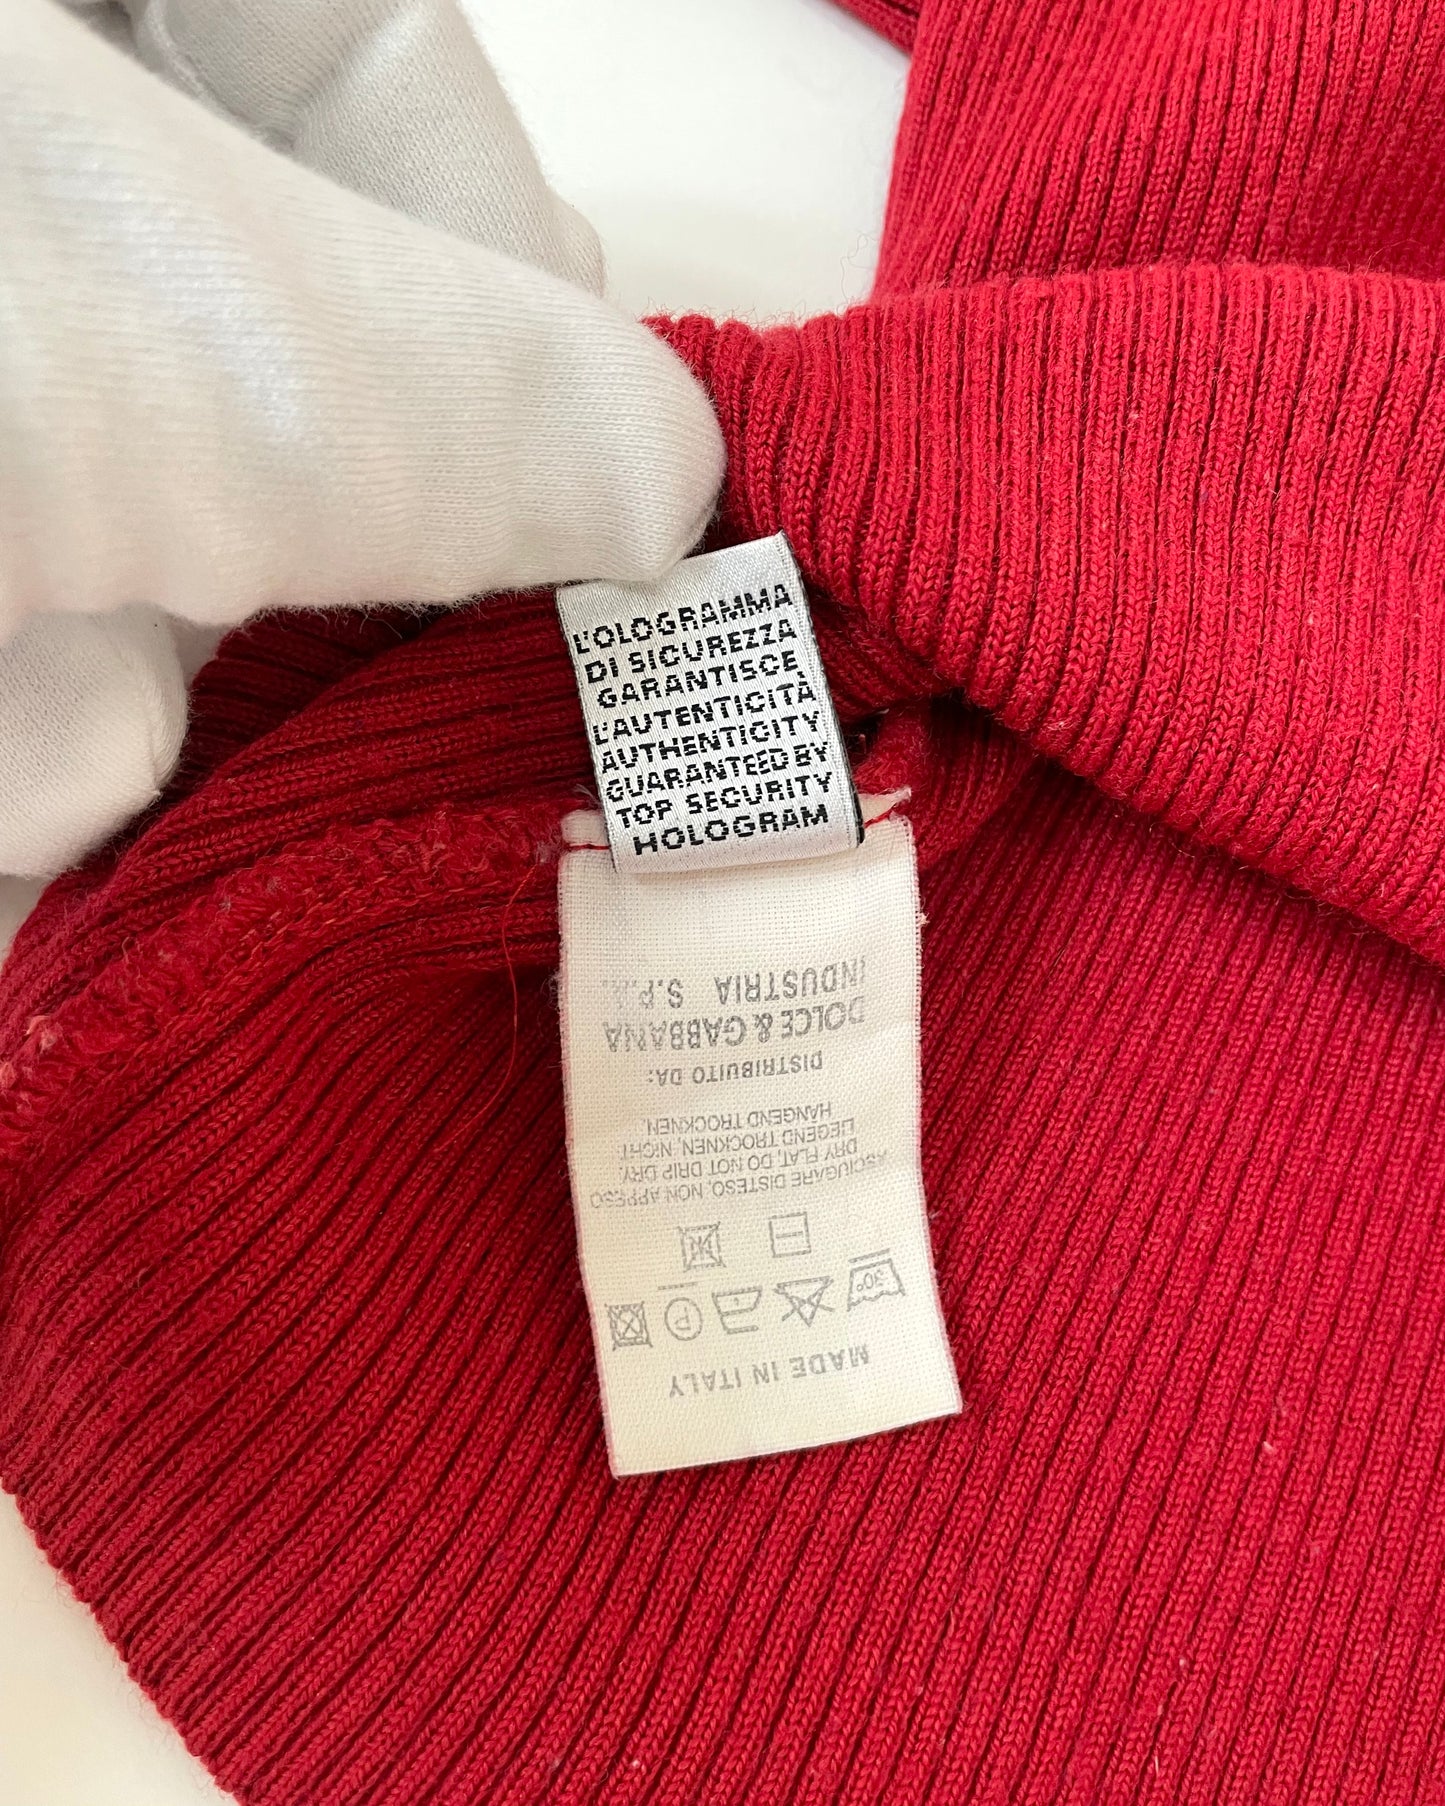 L'OLOGRAMMA
DI SICUREZZA
GARANTISCE
L'AUTENTICITÀ
AUTHENTICITY
GUARANTEED BY
TOP SECURITY
HOLOGRAM
MADE IN ITALY
30°
P
ASCIUGARE DISTESO, NON APPESO
DRY FLAT, DO NOT DRIP DRY.
LIEGEND TROCKNEN, NICHT
HANGEND TROCKNEN.
DISTRIBUITO DA:
DOLCE & GABBANA
INDUSTRIA S.P.A.